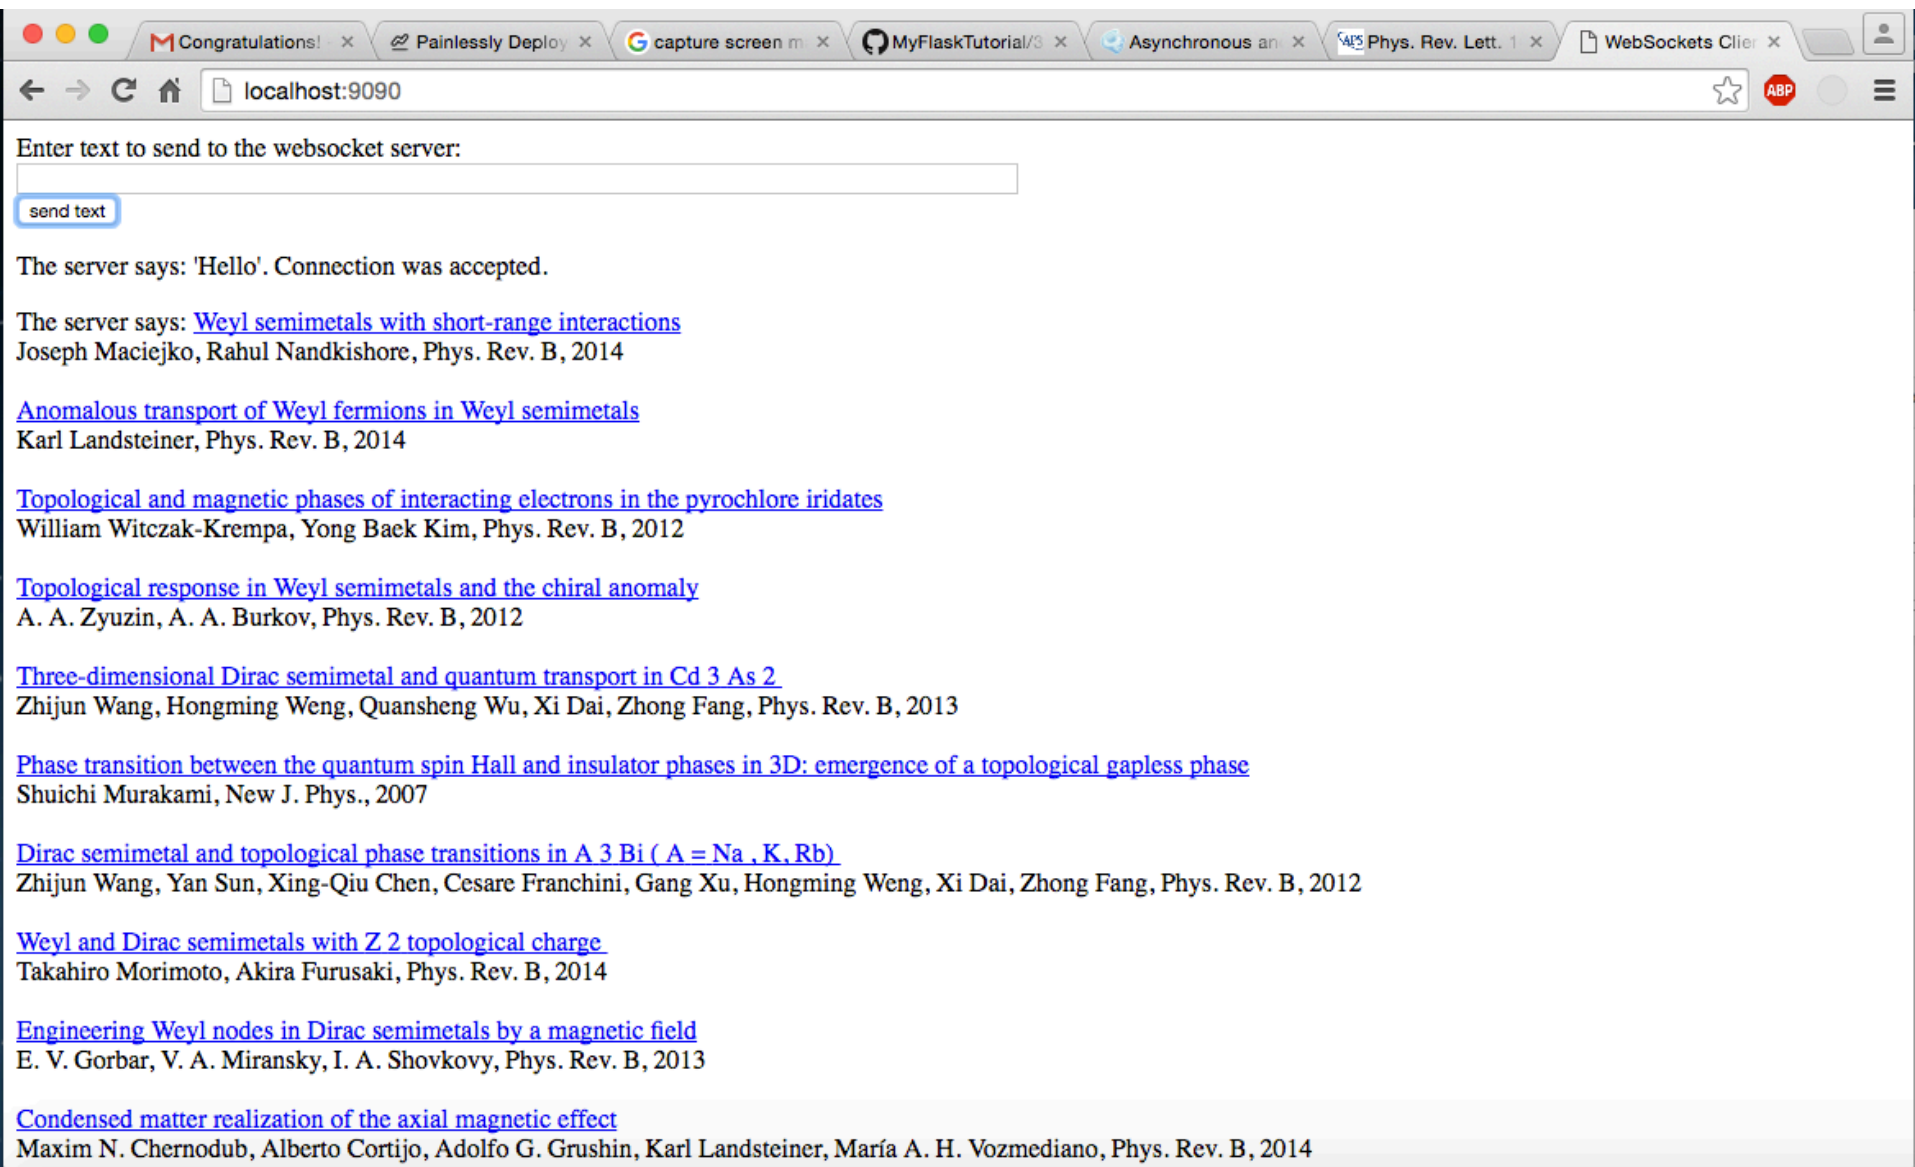 Congratulations!
Painlessly Deploy
capture screen m
MyFlaskTutorial/3
Asynchronous an
Phys. Rev. Lett. 1
WebSockets Clier
localhost:9090
ABP
Enter text to send to the websocket server:
send text
The server says: 'Hello'. Connection was accepted.
The server says: Weyl semimetals with short-range interactions
Joseph Maciejko, Rahul Nandkishore, Phys. Rev. B, 2014
Anomalous transport of Weyl fermions in Weyl semimetals
Karl Landsteiner, Phys. Rev. B, 2014
Topological and magnetic phases of interacting electrons in the pyrochlore iridates
William Witczak-Krempa, Yong Baek Kim, Phys. Rev. B, 2012
Topological response in Weyl semimetals and the chiral anomaly
A. A. Zyuzin, A. A. Burkov, Phys. Rev. B, 2012
Three-dimensional Dirac semimetal and quantum transport in Cd 3 As 2
Zhijun Wang, Hongming Weng, Quansheng Wu, Xi Dai, Zhong Fang, Phys. Rev. B, 2013
Phase transition between the quantum spin Hall and insulator phases in 3D: emergence of a topological gapless phase
Shuichi Murakami, New J. Phys., 2007
Dirac semimetal and topological phase transitions in A 3 Bi ( A = Na , K, Rb)
Zhijun Wang, Yan Sun, Xing-Qiu Chen, Cesare Franchini, Gang Xu, Hongming Weng, Xi Dai, Zhong Fang, Phys. Rev. B, 2012
Weyl and Dirac semimetals with Z 2 topological charge
Takahiro Morimoto, Akira Furusaki, Phys. Rev. B, 2014
Engineering Weyl nodes in Dirac semimetals by a magnetic field
E. V. Gorbar, V. A. Miransky, I. A. Shovkovy, Phys. Rev. B, 2013
Condensed matter realization of the axial magnetic effect
Maxim N. Chernodub, Alberto Cortijo, Adolfo G. Grushin, Karl Landsteiner, María A. H. Vozmediano, Phys. Rev. B, 2014